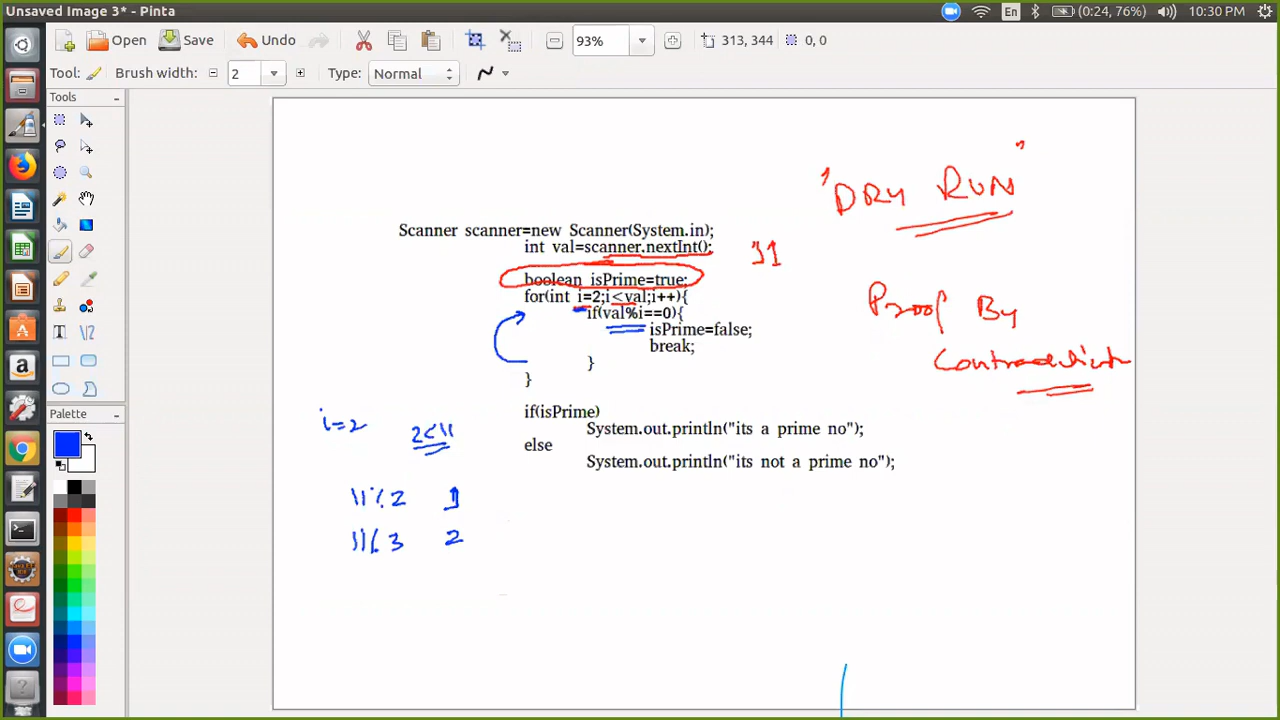 Unsaved Image 3* - Pinta
En
(0:24, 76%)
10:30 PM
Open
Save
Undo
93%
313, 344
0, 0
Tool:
Brush width:
2
Type:
Normal
Tools
Palette
'DRY RUN'
Scanner scanner=new Scanner(System.in);
int val=scanner.nextInt();
11
boolean isPrime=true;
for(int i=2;i<val;i++){
if(val%i==0){
isPrime=false;
break;
}
}
Proof By
Contradiction
if(isPrime)
System.out.println("its a prime no");
else
System.out.println("its not a prime no");
i=2
2<11
11%2 1
11%3 2